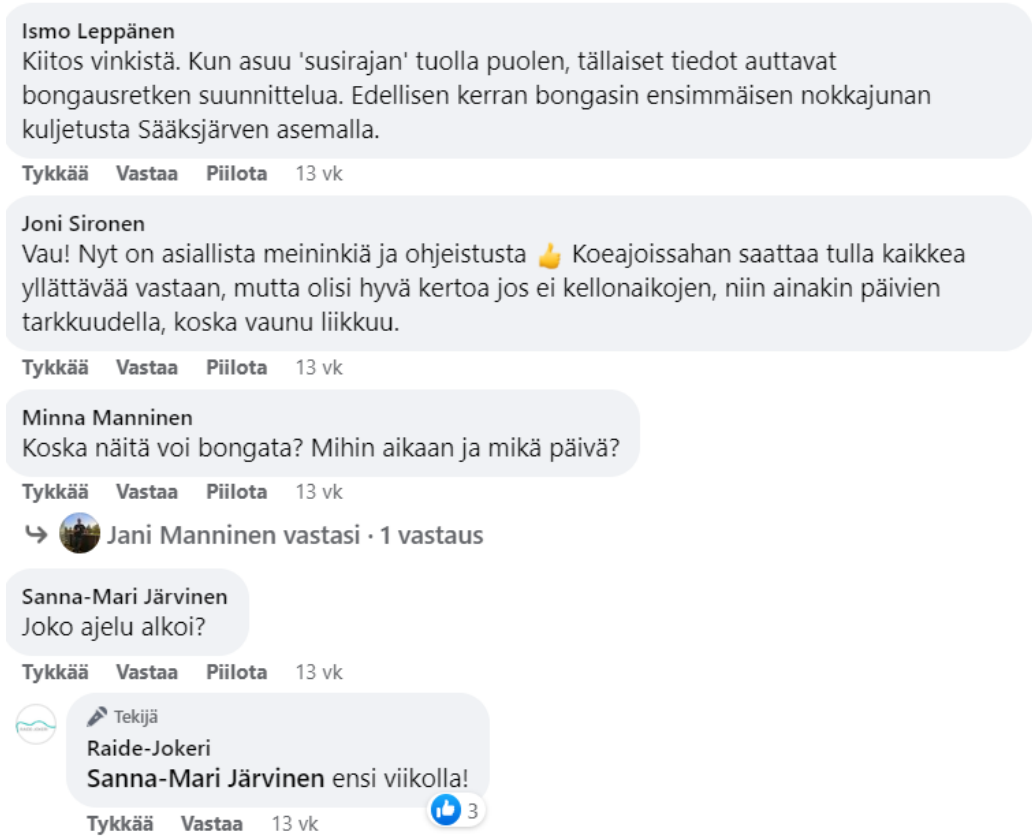 Ismo Leppänen
Kiitos vinkistä. Kun asuu 'susirajan' tuolla puolen, tällaiset tiedot auttavat
bongausretken suunnittelua. Edellisen kerran bongasin ensimmäisen nokkajunan
kuljetusta Sääksjärven asemalla.
Tykkää Vastaa Piilota 13 vk
Joni Sironen
Vau! Nyt on asiallista meininkiä ja ohjeistusta 👍 Koeajoissahan saattaa tulla kaikkea
yllättävää vastaan, mutta olisi hyvä kertoa jos ei kellonaikojen, niin ainakin päivien
tarkkuudella, koska vaunu liikkuu.
Tykkää Vastaa Piilota 13 vk
Minna Manninen
Koska näitä voi bongata? Mihin aikaan ja mikä päivä?
Tykkää Vastaa Piilota 13 vk
Jani Manninen vastasi · 1 vastaus
Sanna-Mari Järvinen
Joko ajelu alkoi?
Tykkää Vastaa Piilota 13 vk
Tekijä
Raide-Jokeri
Sanna-Mari Järvinen ensi viikolla!
3
Tykkää Vastaa 13 vk